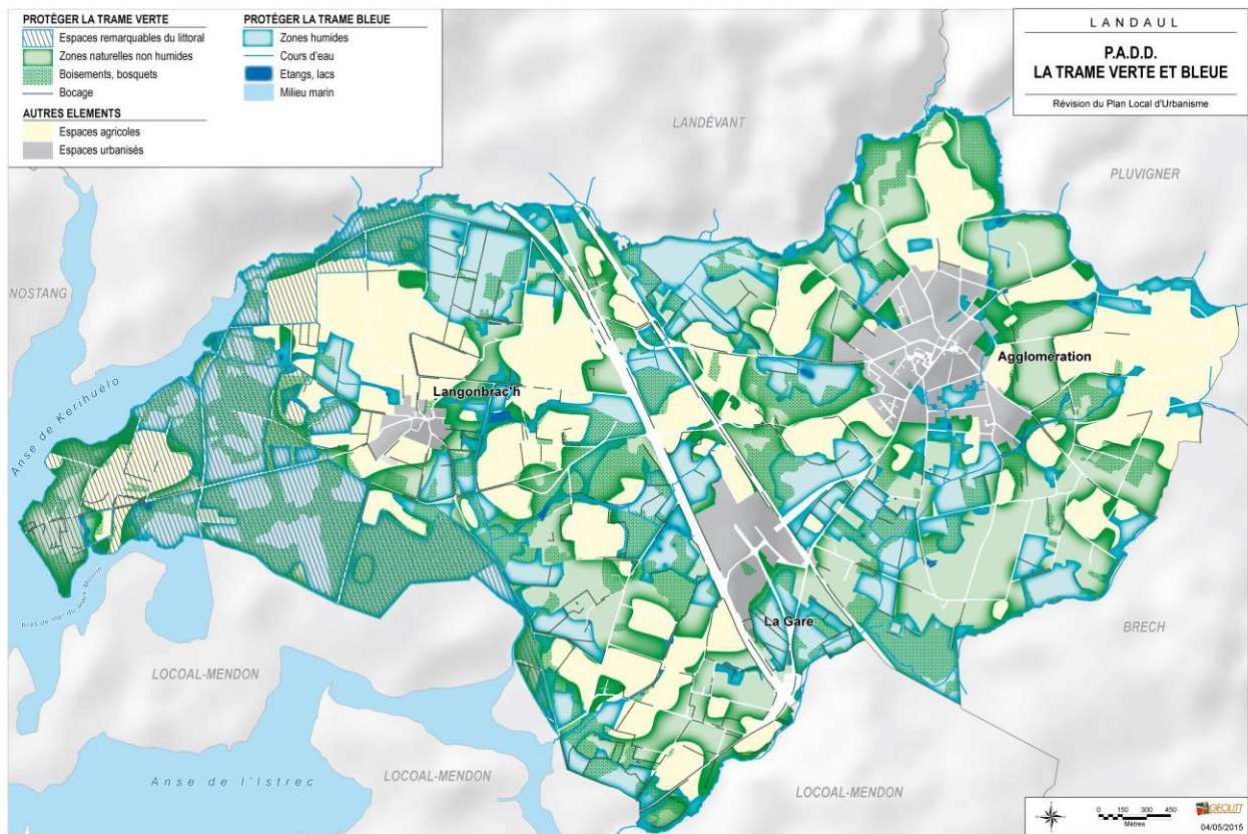 PROTÉGER LA TRAME VERTE
Espaces remarquables du littoral
Zones naturelles non humides
Boisements, bosquets
Bocage
AUTRES ELEMENTS
Espaces agricoles
Espaces urbanisés
PROTÉGER LA TRAME BLEUE
Zones humides
Cours d'eau
Etangs, lacs
Milieu marin
LANDAUL
P.A.D.D.
LA TRAME VERTE ET BLEUE
Révision du Plan Local d'Urbanisme
LANDÉVANT
PLUVIGNER
NOSTANG
Anse de Kerihuélo
Langonbrac'h
Agglomération
La Gare
BRECH
LOCOAL-MENDON
Anse de l'Istrec
LOCOAL-MENDON
LOCOAL-MENDON
0 150 300 450
Mètres
GEOLITT
04/05/2015